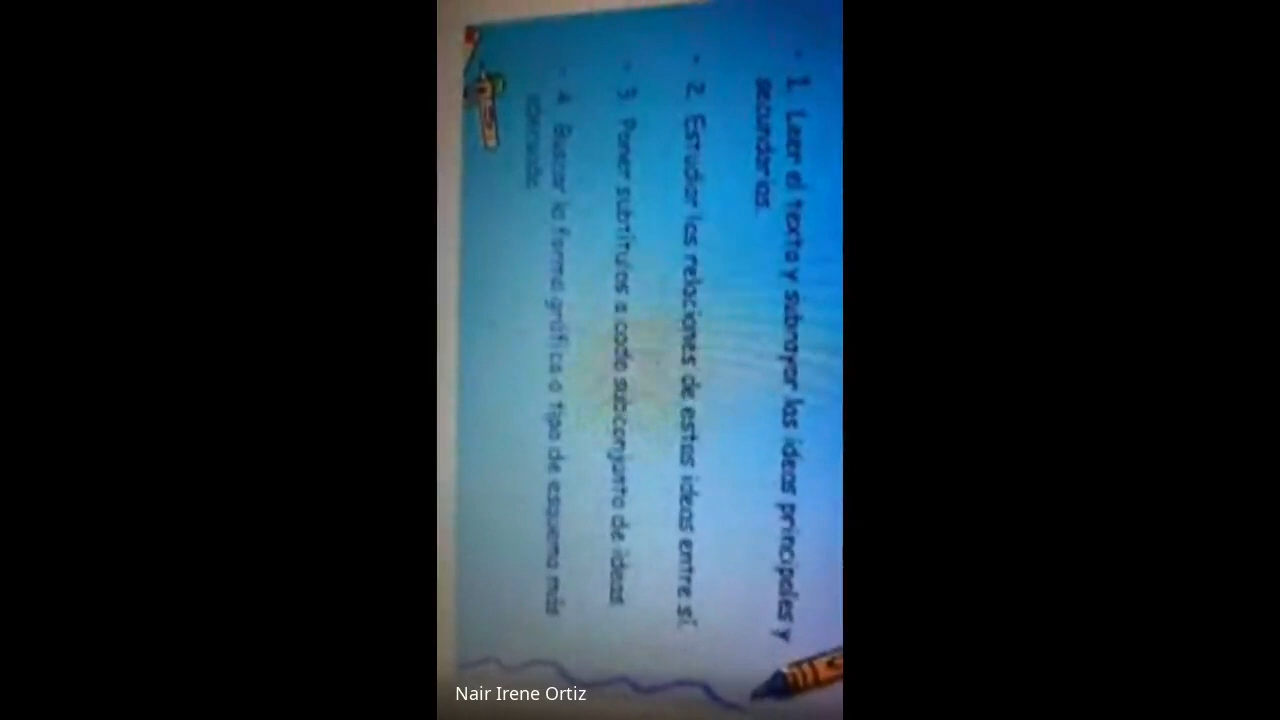 - 1. Leer el texto y subrayar las ideas principales y
secundarias.
- 2. Estudiar las relaciones de estas ideas entre sí.
- 3. Poner subtítulos a cada subconjunto de ideas.
- 4. Buscar la forma gráfica o tipo de esquema más
adecuado.
Nair Irene Ortiz